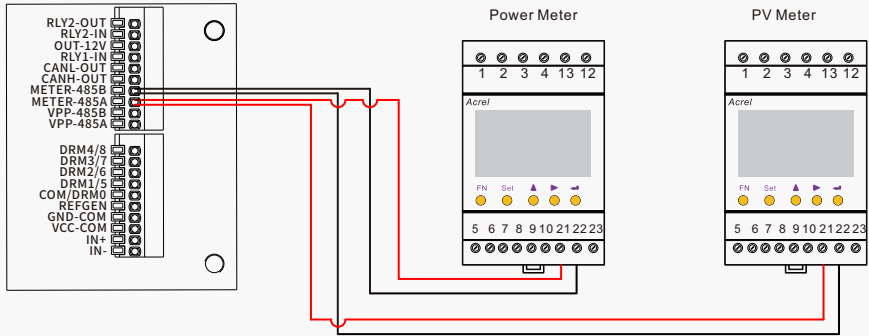 Power Meter
PV Meter
RLY2-OUT
RLY2-IN
OUT-12V
RLY1-IN
CANL-OUT
CANH-OUT
METER-485B
METER-485A
VPP-485B
VPP-485A
DRM4/8
DRM3/7
DRM2/6
DRM1/5
COM/DRM0
REFGEN
GND-COM
VCC-COM
IN+
IN-
1 2 3 4 13 12
Acrel
FN Set
5 6 7 8 9 10 21 22 23
1 2 3 4 13 12
Acrel
FN Set
5 6 7 8 9 10 21 22 23